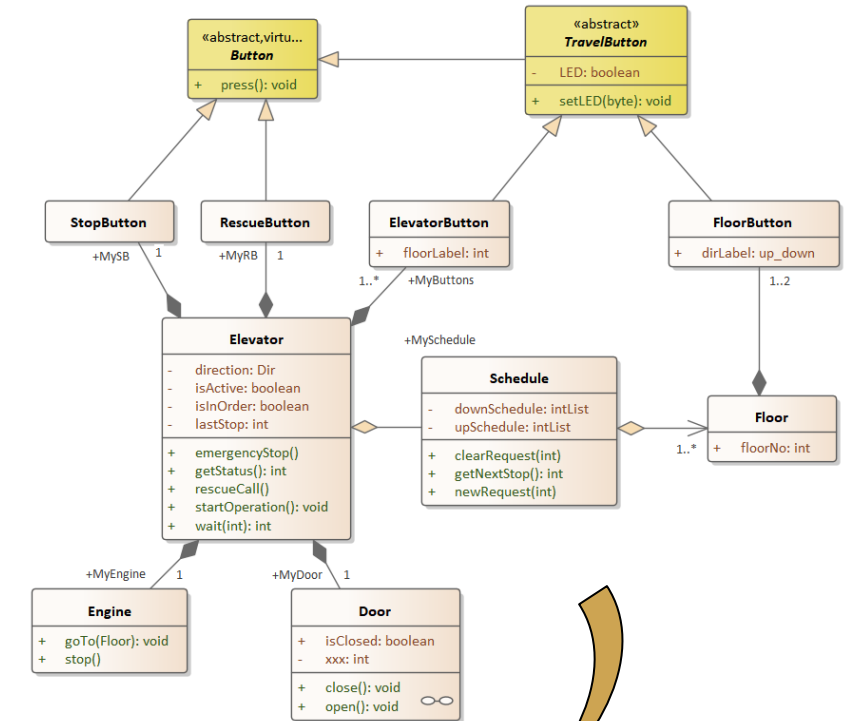 «abstract,virtu...
Button
+ press(): void
«abstract»
TravelButton
- LED: boolean
+ setLED(byte): void
StopButton
RescueButton
ElevatorButton
+ floorLabel: int
FloorButton
+ dirLabel: up_down
+MySB 1
+MyRB 1
1..* +MyButtons
1..2
Elevator
- direction: Dir
- isActive: boolean
- isInOrder: boolean
- lastStop: int
+ emergencyStop()
+ getStatus(): int
+ rescueCall()
+ startOperation(): void
+ wait(int): int
+MySchedule
Schedule
- downSchedule: intList
- upSchedule: intList
+ clearRequest(int)
+ getNextStop(): int
+ newRequest(int)
1..*
Floor
+ floorNo: int
+MyEngine 1
+MyDoor 1
Engine
+ goTo(Floor): void
+ stop()
Door
+ isClosed: boolean
- xxx: int
+ close(): void
+ open(): void